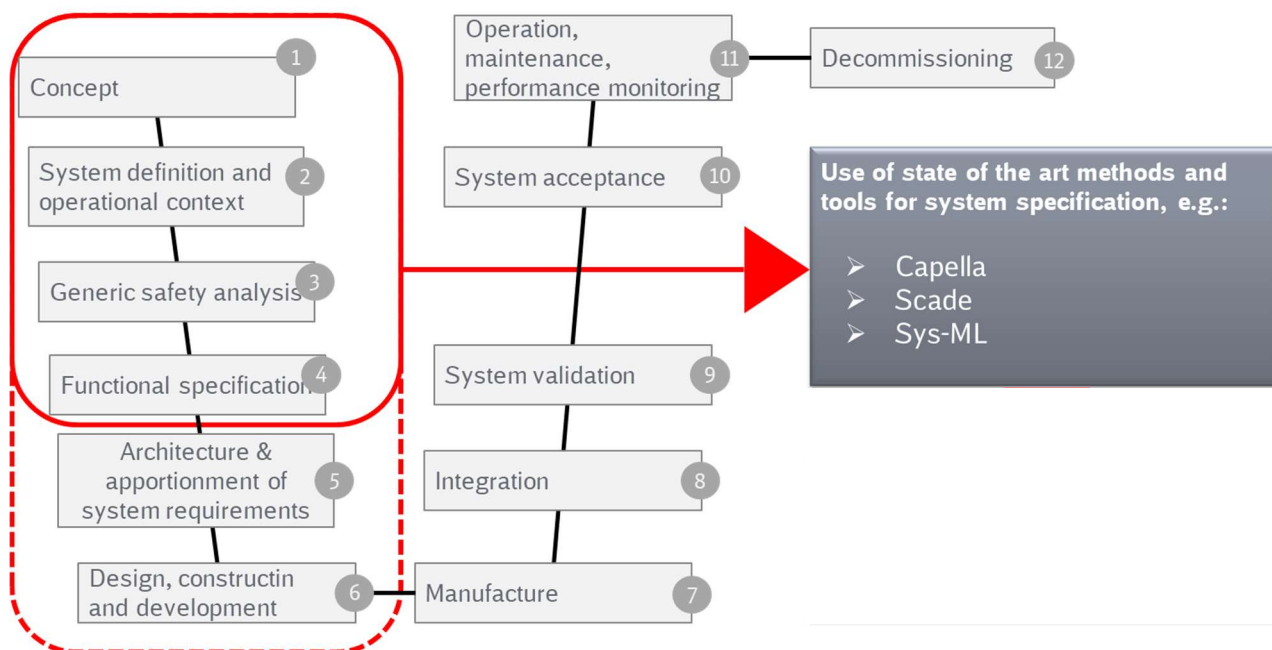 1
Concept
System definition and
operational context
2
Generic safety analysis
3
Functional specification
4
Architecture &
apportionment of
system requirements
5
Design, constructin
and development
6
Manufacture
7
Integration
8
System validation
9
System acceptance
10
Operation,
maintenance,
performance monitoring
11
Decommissioning
12
Use of state of the art methods and
tools for system specification, e.g.:
➢ Capella
➢ Scade
➢ Sys-ML